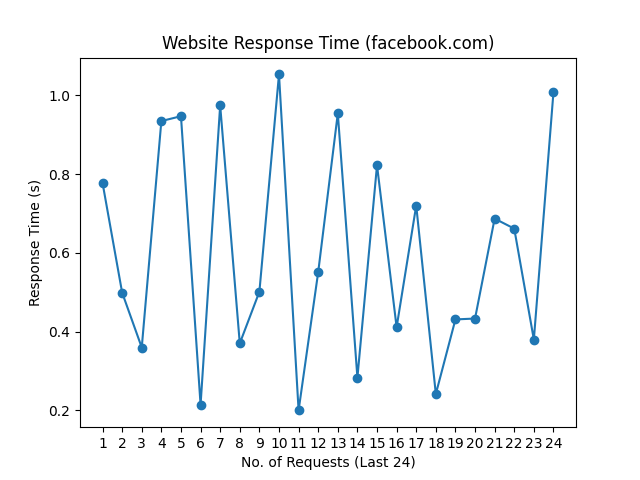 Website Response Time (facebook.com)
1.0
0.8
0.6
0.4
0.2
Response Time (s)
1 2 3 4 5 6 7 8 9 10 11 12 13 14 15 16 17 18 19 20 21 22 23 24
No. of Requests (Last 24)